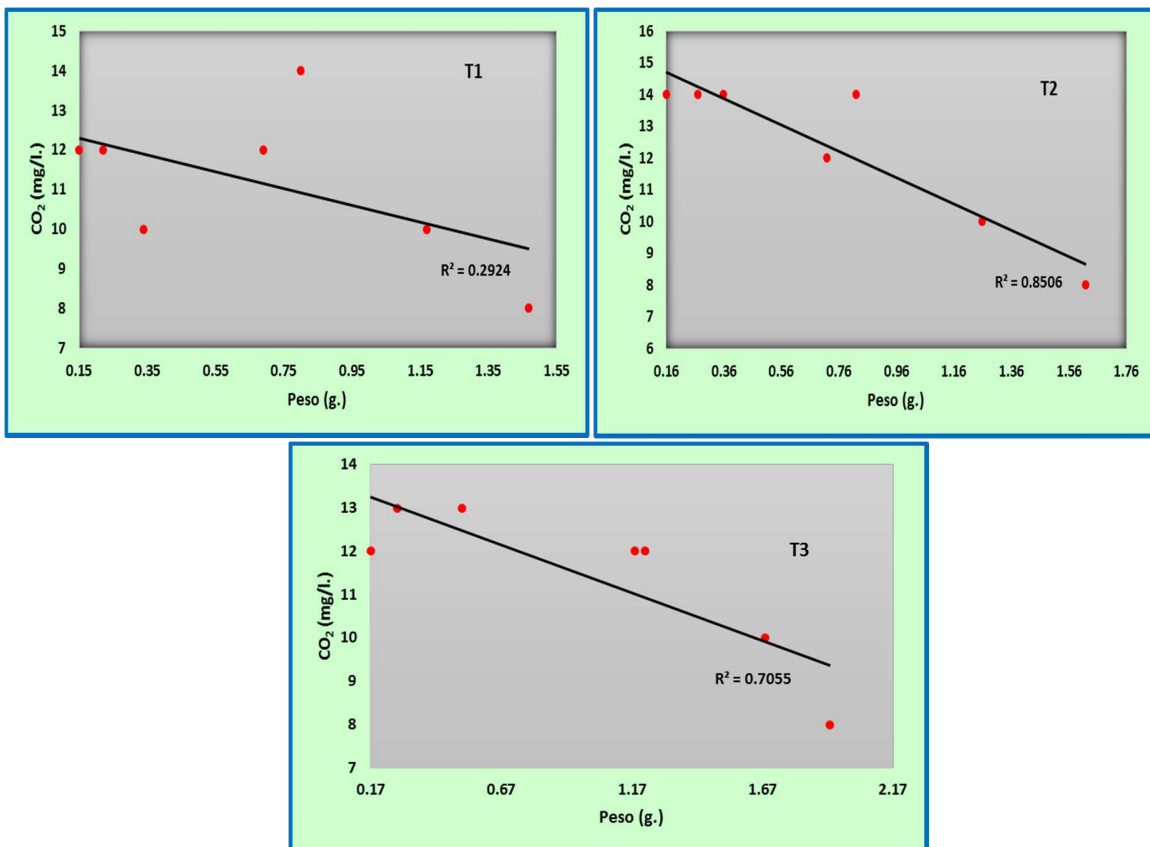 15
14
13
12
11
10
9
8
7
CO₂ (mg/l.)
T1
R² = 0.2924
0.15 0.35 0.55 0.75 0.95 1.15 1.35 1.55
Peso (g.)
16
15
14
13
12
11
10
9
8
7
6
CO₂ (mg/l.)
T2
R² = 0.8506
0.16 0.36 0.56 0.76 0.96 1.16 1.36 1.56 1.76
Peso (g.)
14
13
12
11
10
9
8
7
CO₂ (mg/l.)
T3
R² = 0.7055
0.17 0.67 1.17 1.67 2.17
Peso (g.)